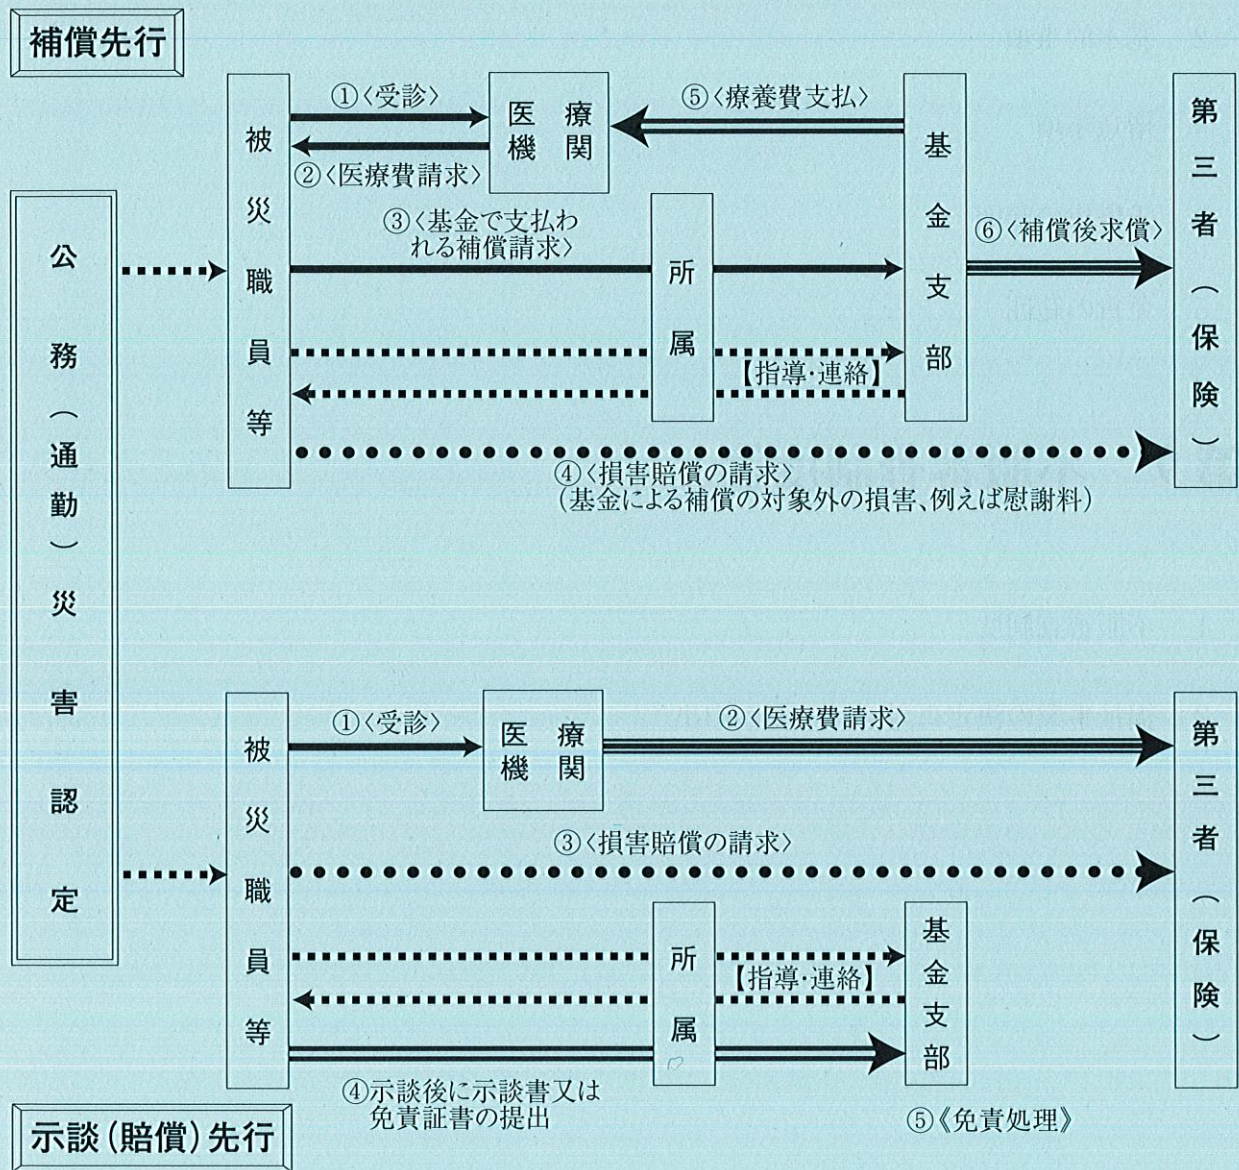 補償先行
公務（通勤）災害認定
被災職員等
①〈受診〉
医療
機関
②〈医療費請求〉
⑤〈療養費支払〉
③〈基金で支払わ
れる補償請求〉
所属
基金支部
⑥〈補償後求償〉
第三者（保険）
【指導・連絡】
④〈損害賠償の請求〉
（基金による補償の対象外の損害、例えば慰謝料）
被災職員等
①〈受診〉
医療
機関
②〈医療費請求〉
第三者（保険）
③〈損害賠償の請求〉
所属
基金支部
【指導・連絡】
④示談後に示談書又は
免責証書の提出
⑤《免責処理》
示談（賠償）先行